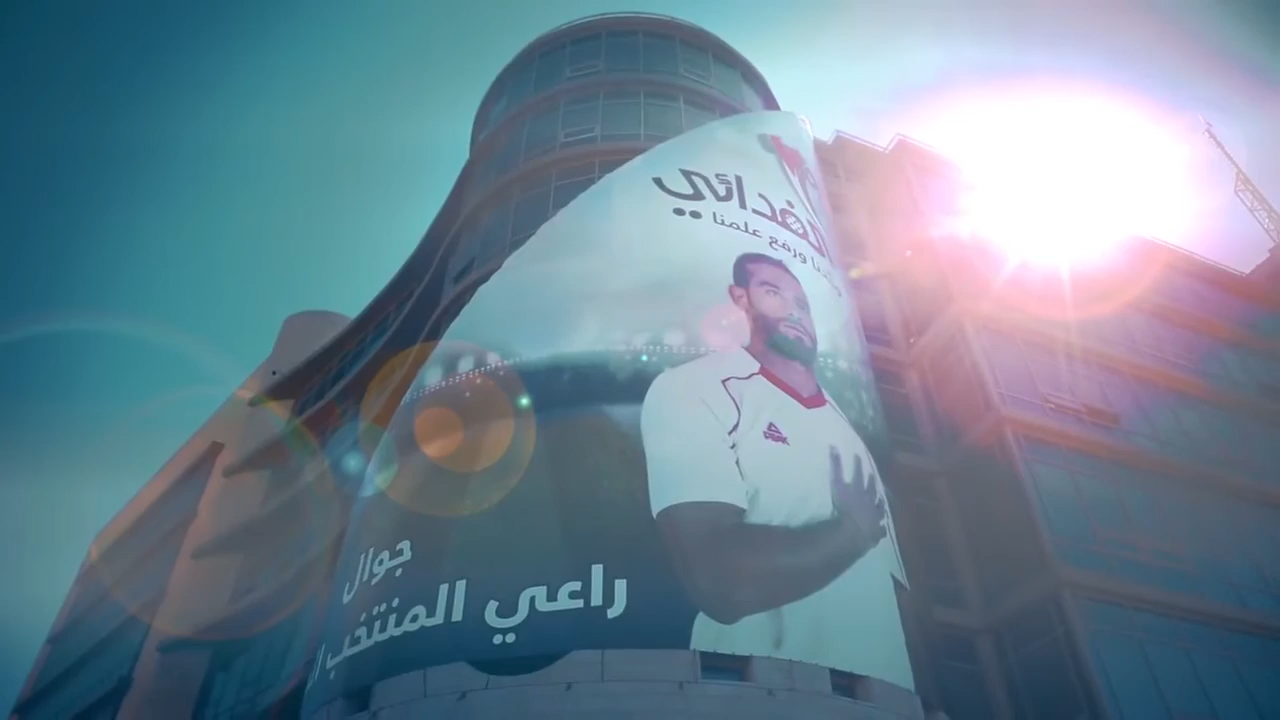 الفدائي
ورفع علمنا
PEAK
راعي المنتخب
جوال